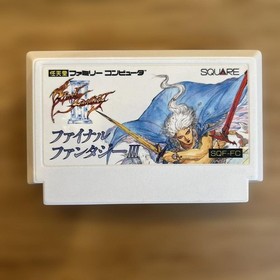 任天堂 ファミリー コンピュータ
SQUARE
FINAL FANTASY III
ファイナル
ファンタジーIII
SQF-FC